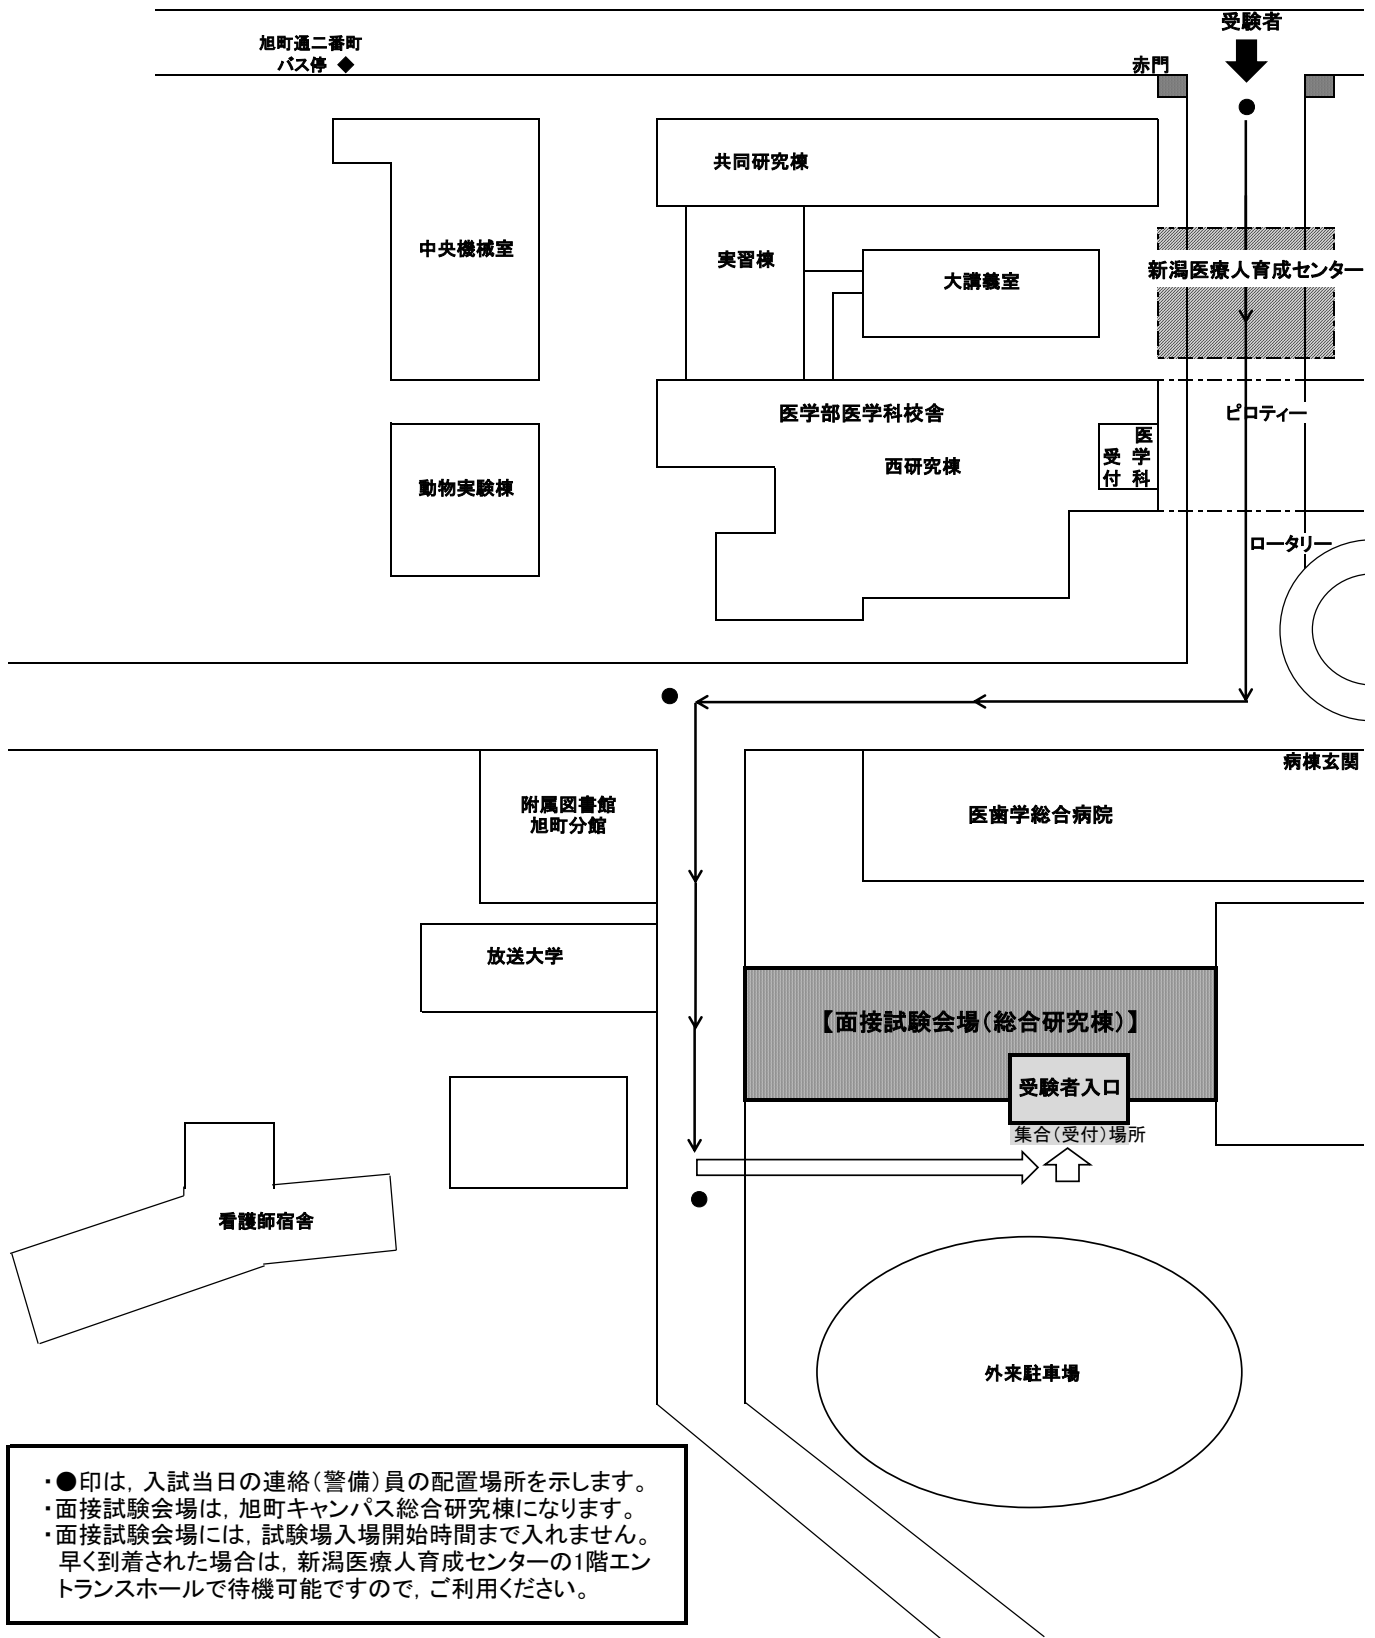 受験者
旭町通二番町
バス停 ◆
赤門
共同研究棟
中央機械室
実習棟
大講義室
新潟医療人育成センター
医学部医学科校舎
ピロティー
西研究棟
医学科
受付
動物実験棟
ロータリー
病棟玄関
附属図書館
旭町分館
医歯学総合病院
放送大学
【面接試験会場(総合研究棟)】
受験者入口
集合(受付)場所
看護師宿舎
外来駐車場
・●印は，入試当日の連絡(警備)員の配置場所を示します。
・面接試験会場は，旭町キャンパス総合研究棟になります。
・面接試験会場には，試験場入場開始時間まで入れません。
早く到着された場合は，新潟医療人育成センターの1階エン
トランスホールで待機可能ですので，ご利用ください。